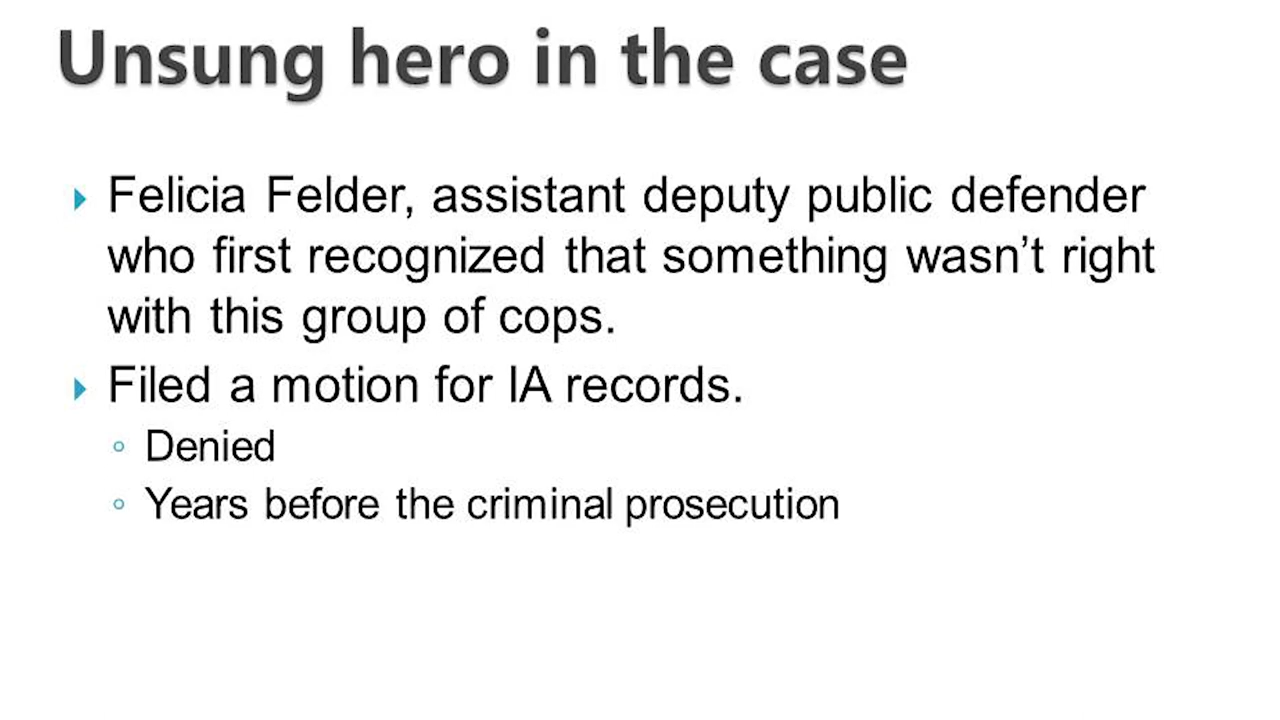 Unsung hero in the case
Felicia Felder, assistant deputy public defender
who first recognized that something wasn’t right
with this group of cops.
Filed a motion for IA records.
Denied
Years before the criminal prosecution